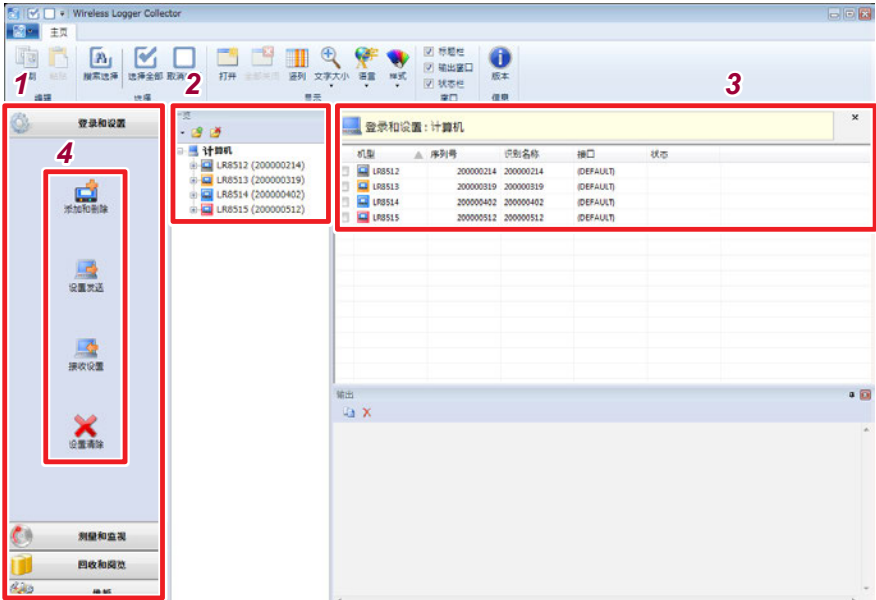 Wireless Logger Collector
主页
搜索选择
选择全部
打开
竖列
文字大小
语言
样式
标题栏
输出窗口
状态栏
版本
编辑
选择
显示
窗口
信息
1
2
3
4
登录和设置
添加和删除
设置发送
接收设置
设置清除
测量和监视
回收和阅览
计算机
LR8512 (200000214)
LR8513 (200000319)
LR8514 (200000402)
LR8515 (200000512)
登录和设置 : 计算机
机型 序列号 识别名称 接口 状态
LR8512 200000214 200000214 (DEFAULT)
LR8513 200000319 200000319 (DEFAULT)
LR8514 200000402 200000402 (DEFAULT)
LR8515 200000512 200000512 (DEFAULT)
输出